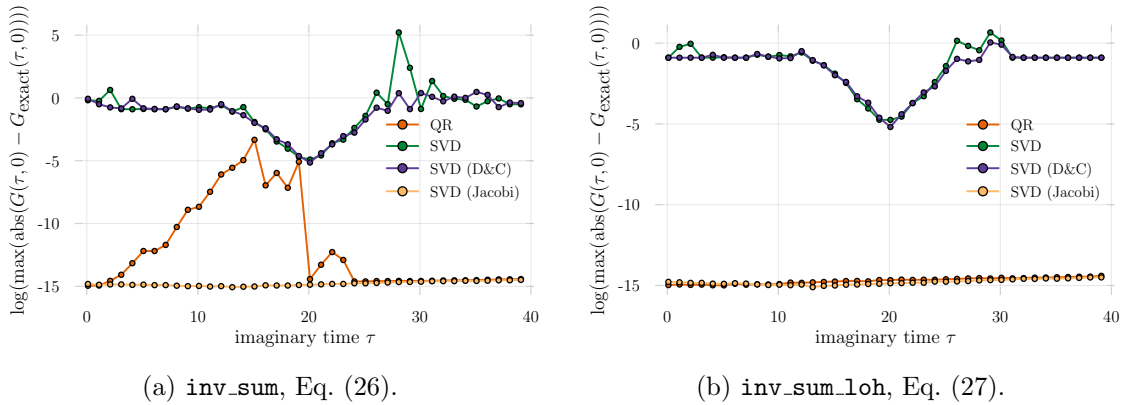 log(max(abs(G(τ, 0) − G_exact(τ, 0))))
5
0
-5
-10
-15
QR
SVD
SVD (D&C)
SVD (Jacobi)
0
10
20
30
40
imaginary time τ
(a) inv_sum, Eq. (26).
log(max(abs(G(τ, 0) − G_exact(τ, 0))))
0
-5
-10
-15
QR
SVD
SVD (D&C)
SVD (Jacobi)
0
10
20
30
40
imaginary time τ
(b) inv_sum_loh, Eq. (27).